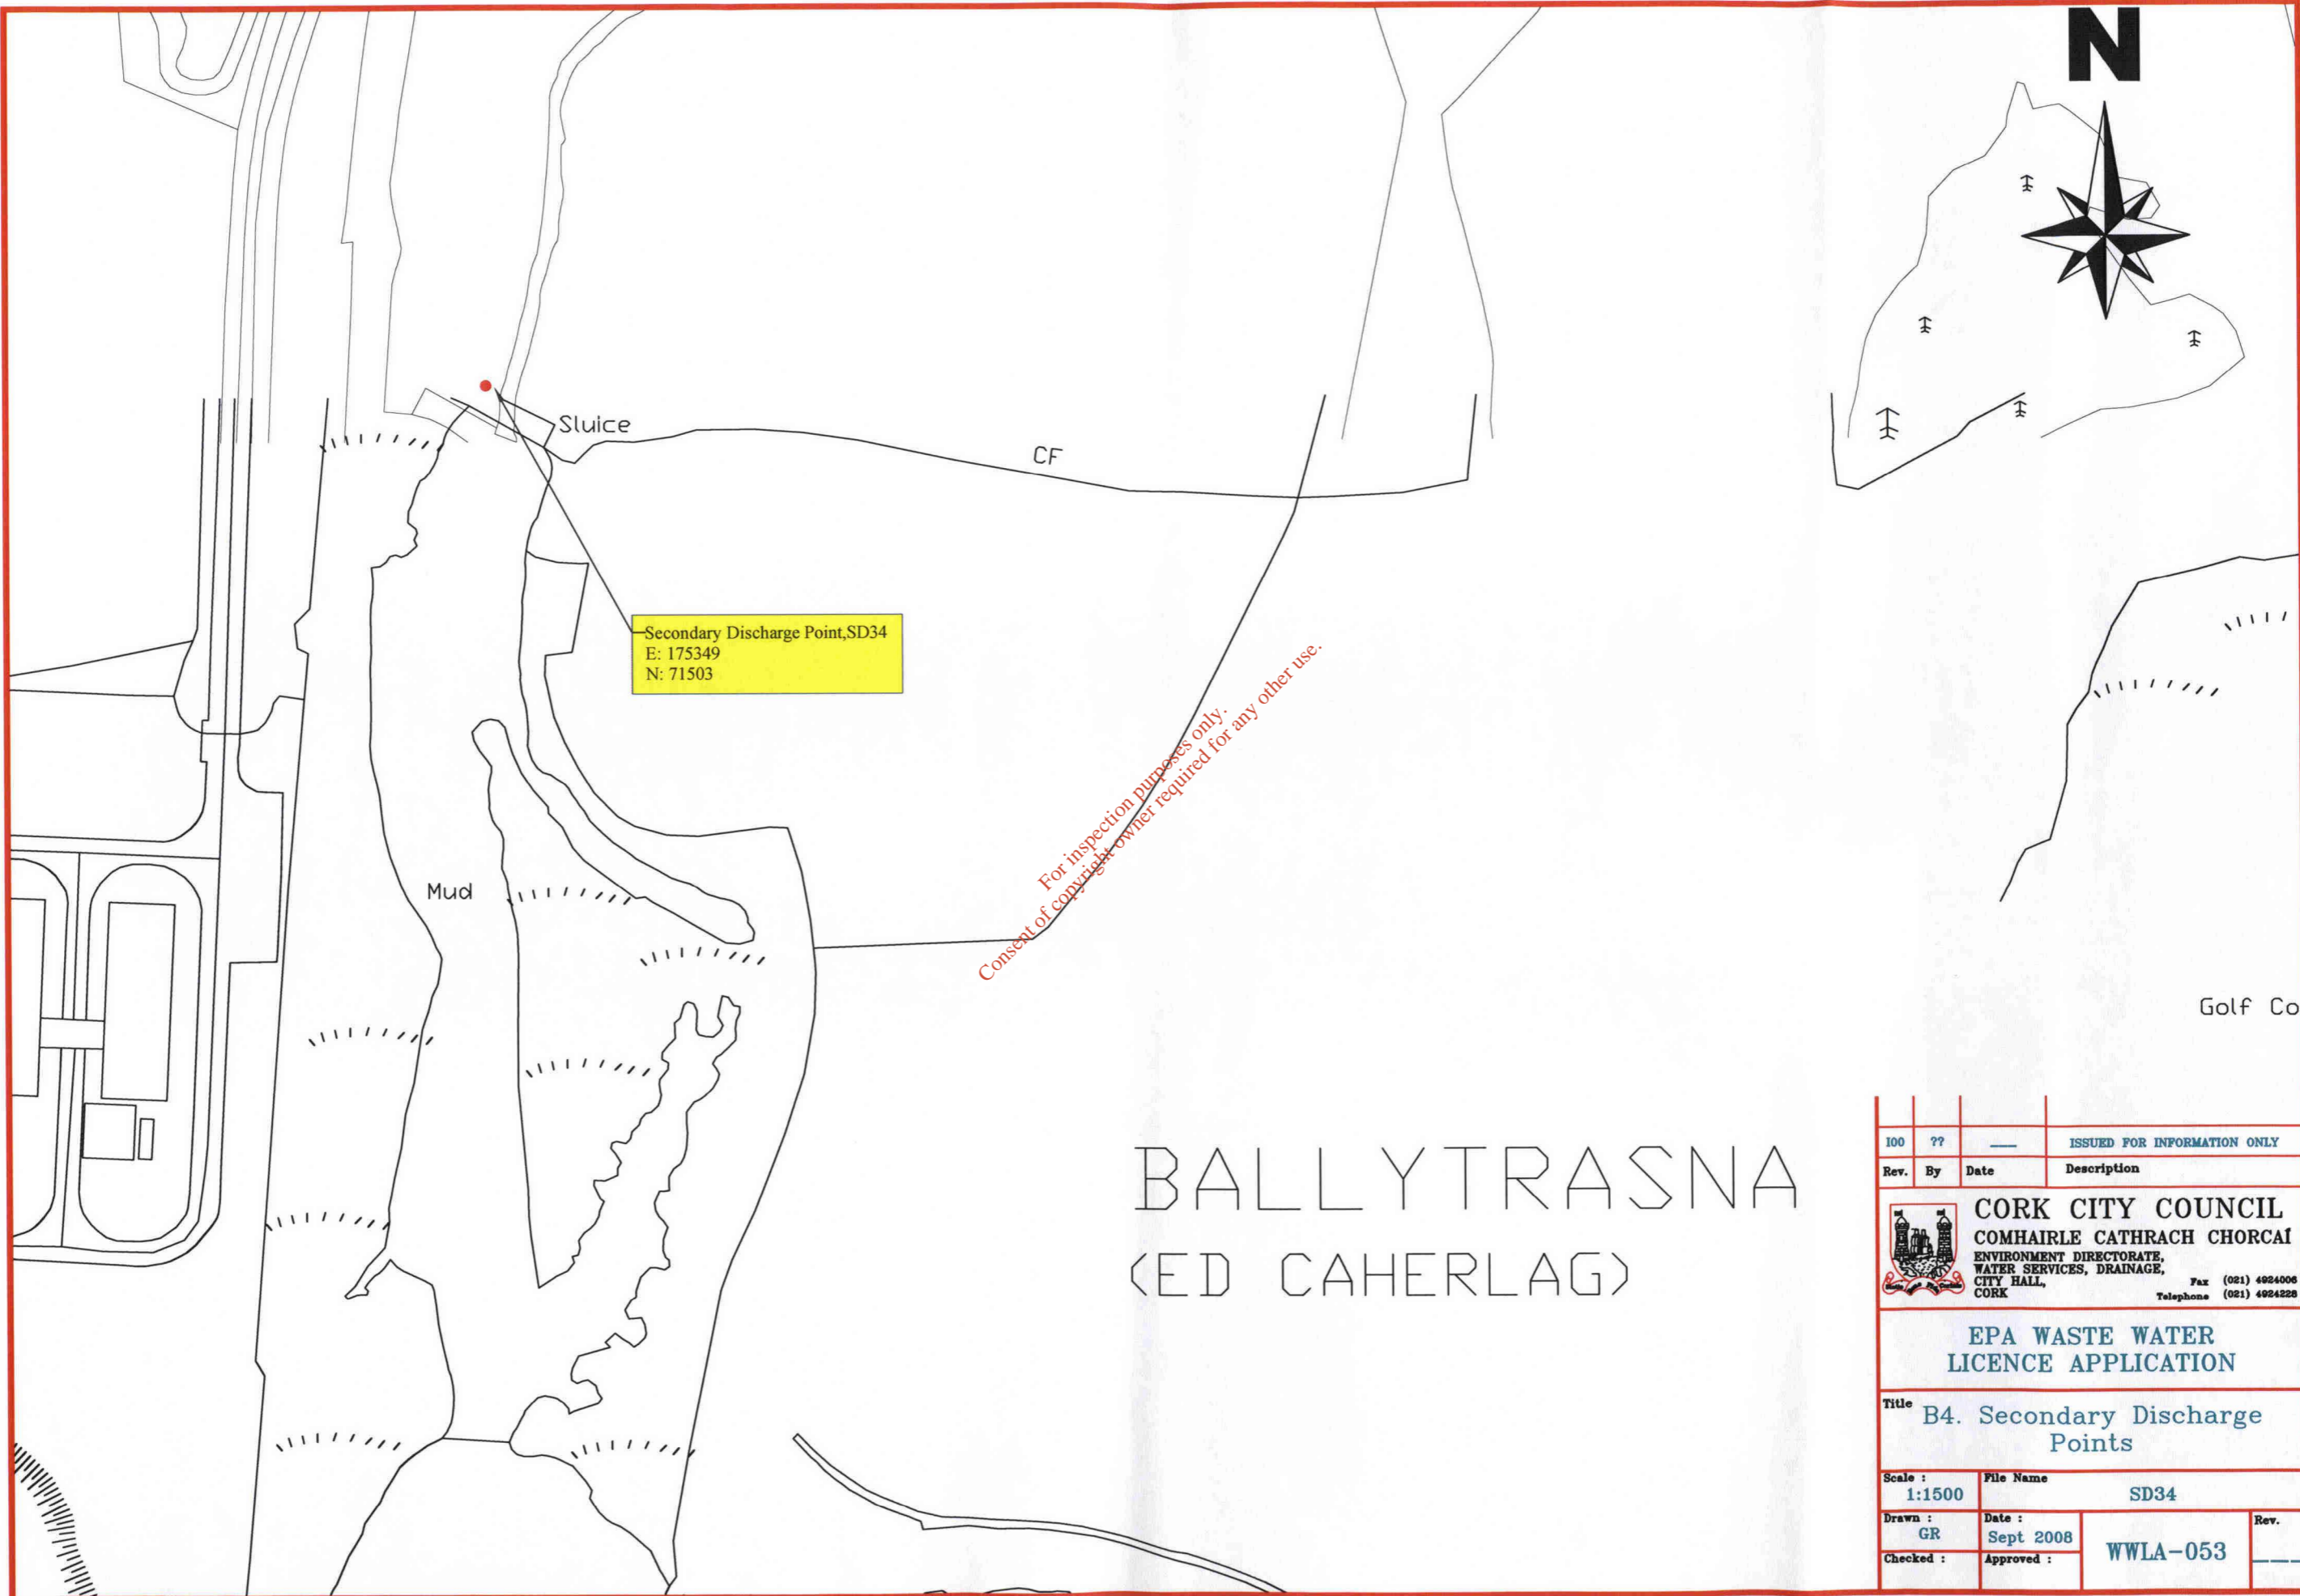 N
Sluice
CF
Secondary Discharge Point,SD34
E: 175349
N: 71503
For inspection purposes only.
Consent of copyright owner required for any other use.
Mud
Golf Co
BALLYTRASNA
(ED CAHERLAG)
100 ?? ISSUED FOR INFORMATION ONLY
Rev. By Date Description
CORK CITY COUNCIL
COMHAIRLE CATHRACH CHORCAÍ
ENVIRONMENT DIRECTORATE,
WATER SERVICES, DRAINAGE,
CITY HALL, Fax (021) 4924006
CORK Telephone (021) 4924228
EPA WASTE WATER
LICENCE APPLICATION
Title B4. Secondary Discharge
Points
Scale : File Name
1:1500 SD34
Drawn : Date : Rev.
GR Sept 2008 WWLA-053
Checked : Approved :